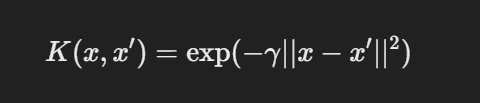 K(x, x′) = exp(−γ||x − x′||²)